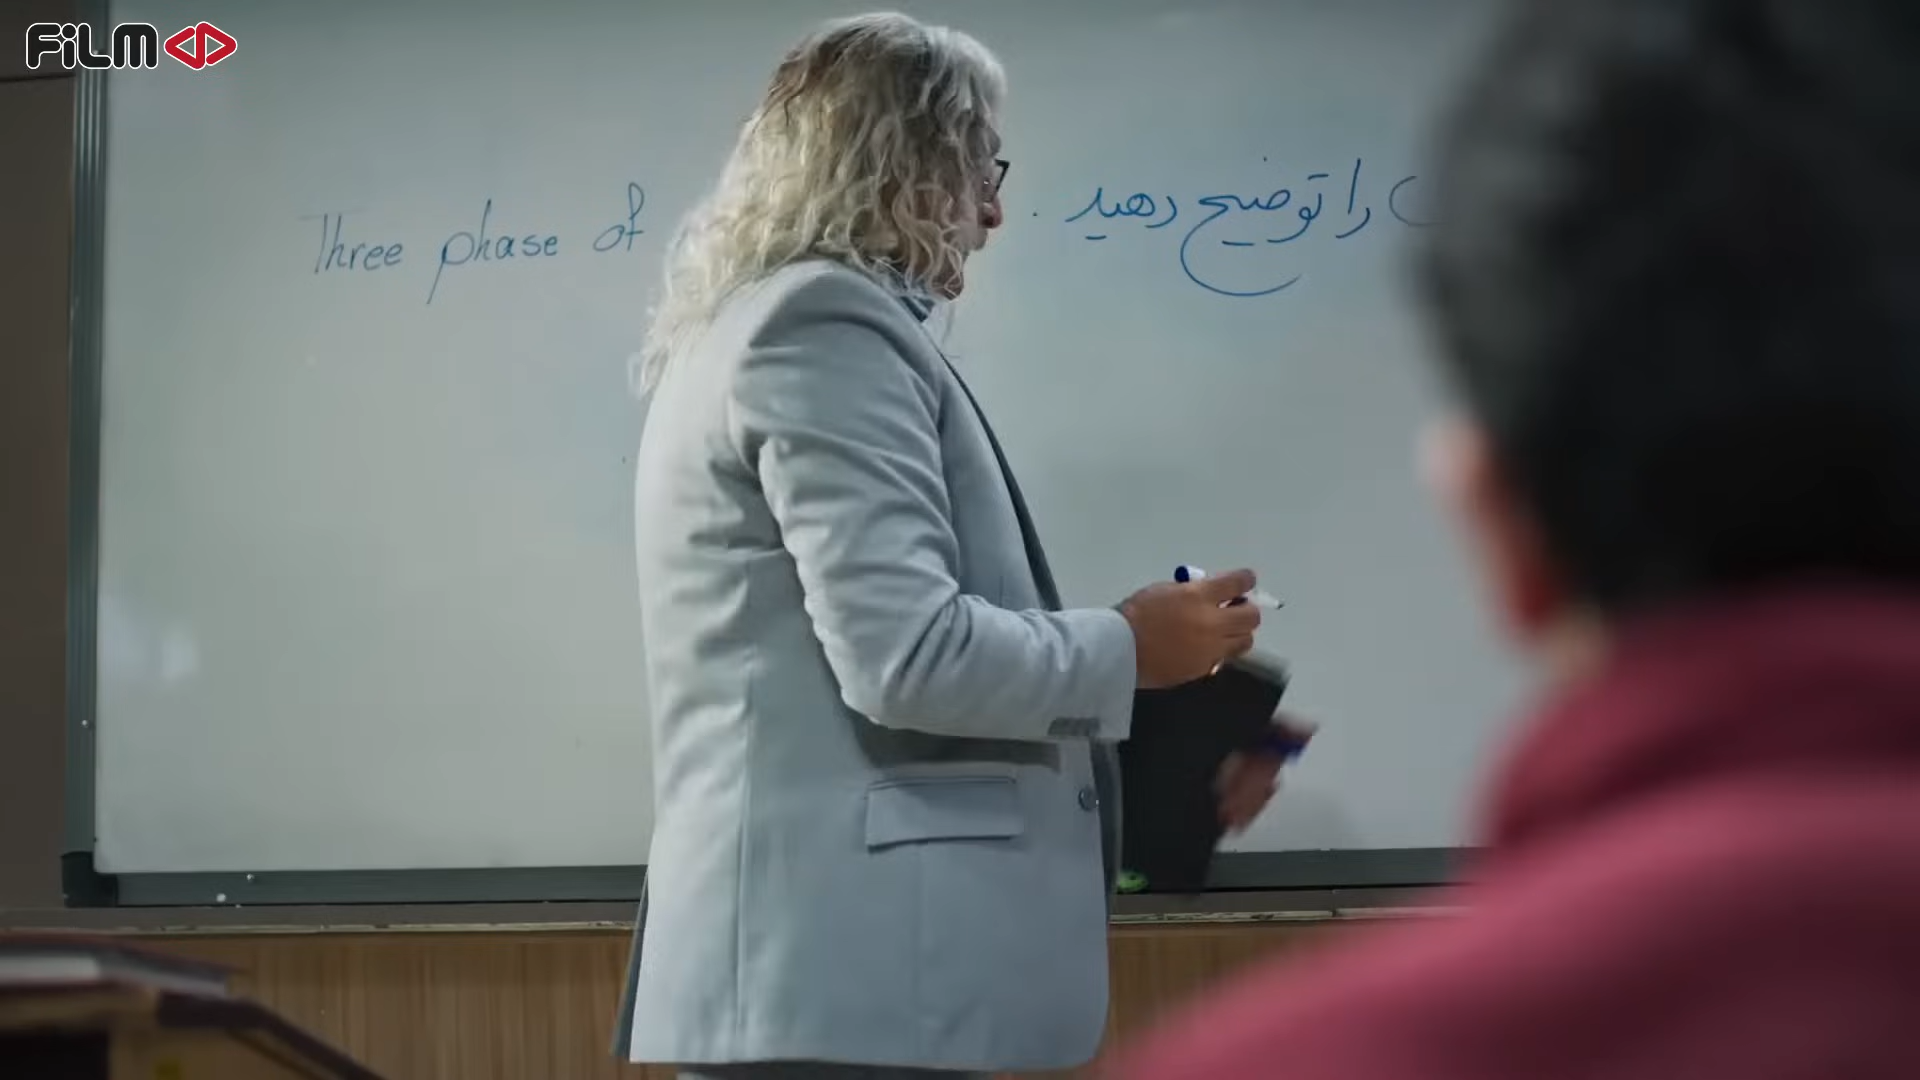 FILM
Three phase of
را توضیح دهید .